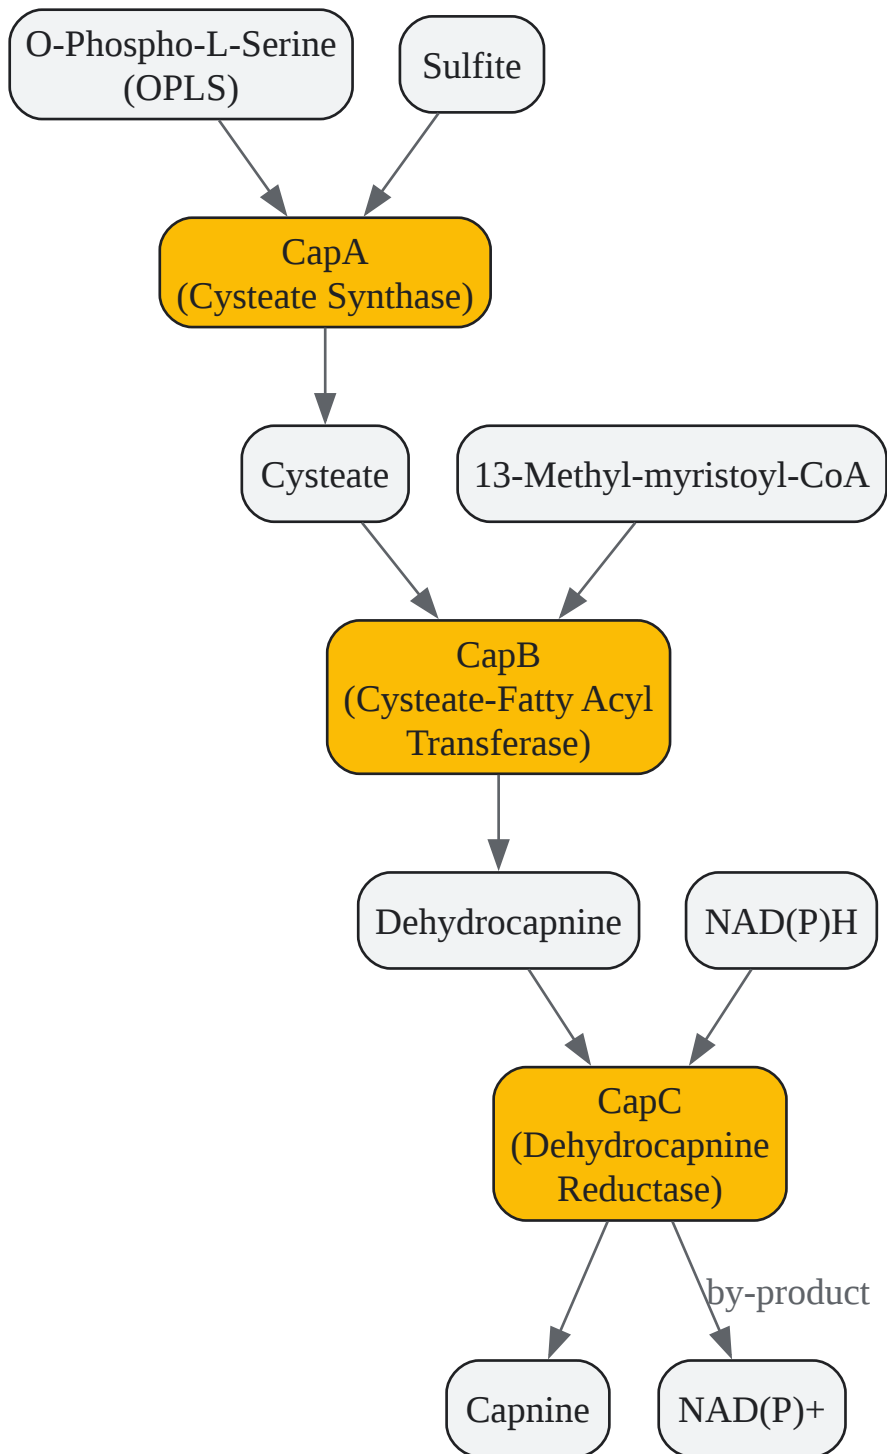 O-Phospho-L-Serine
(OPLS)
Sulfite
CapA
(Cysteate Synthase)
Cysteate
13-Methyl-myristoyl-CoA
CapB
(Cysteate-Fatty Acyl
Transferase)
Dehydrocapnine
NAD(P)H
CapC
(Dehydrocapnine
Reductase)
by-product
Capnine
NAD(P)+